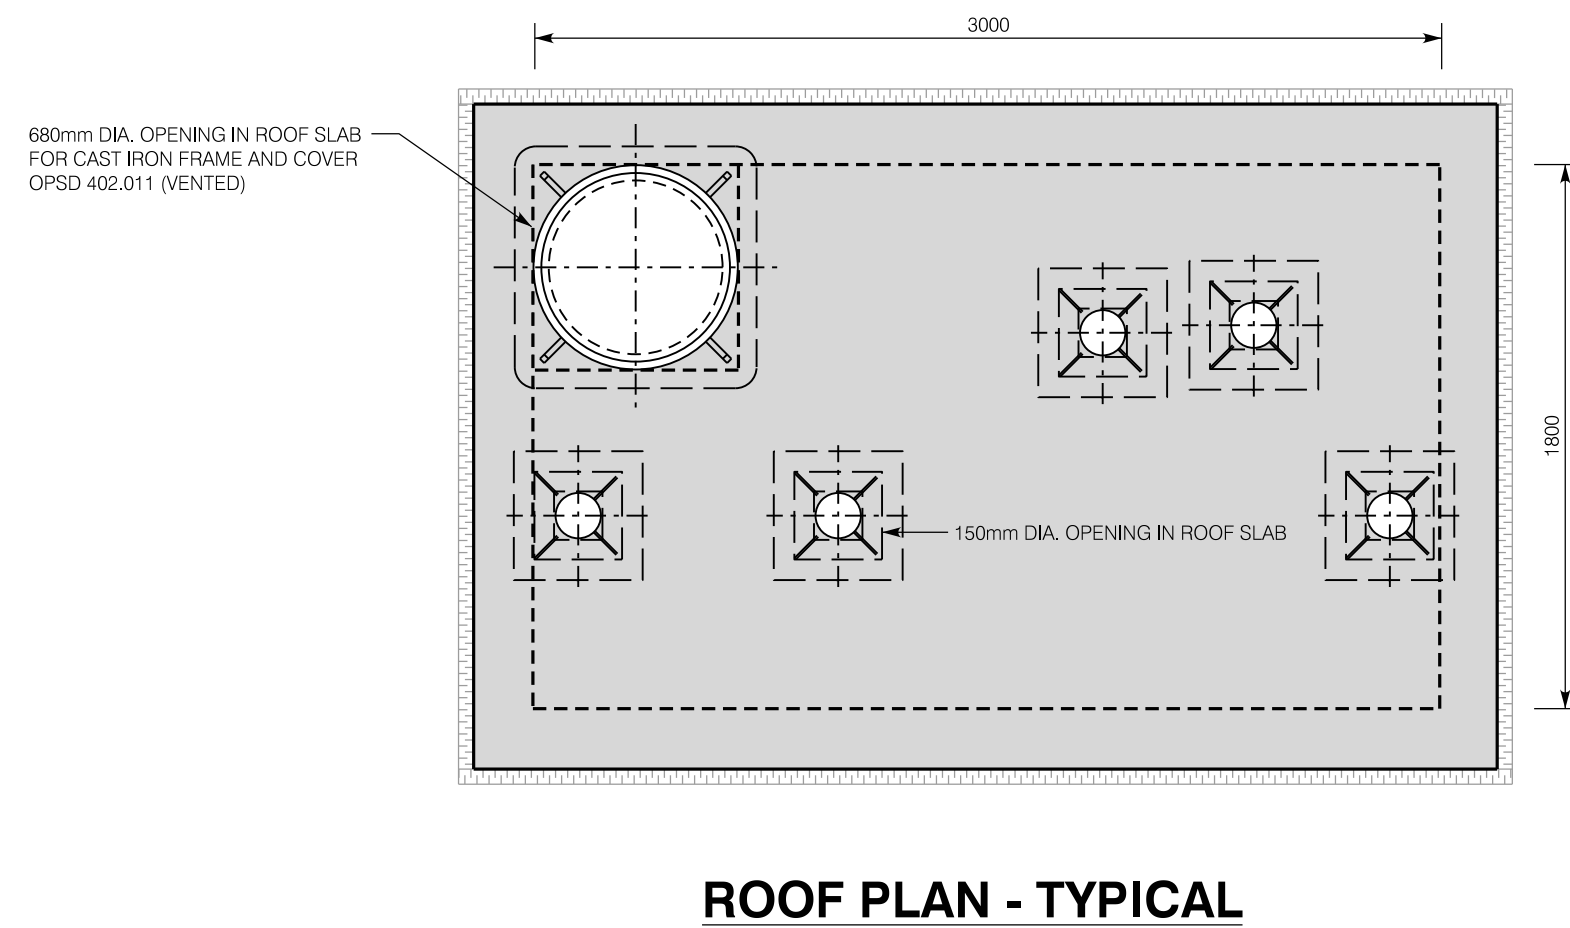 3000
680mm DIA. OPENING IN ROOF SLAB
FOR CAST IRON FRAME AND COVER
OPSD 402.011 (VENTED)
1800
150mm DIA. OPENING IN ROOF SLAB
ROOF PLAN - TYPICAL